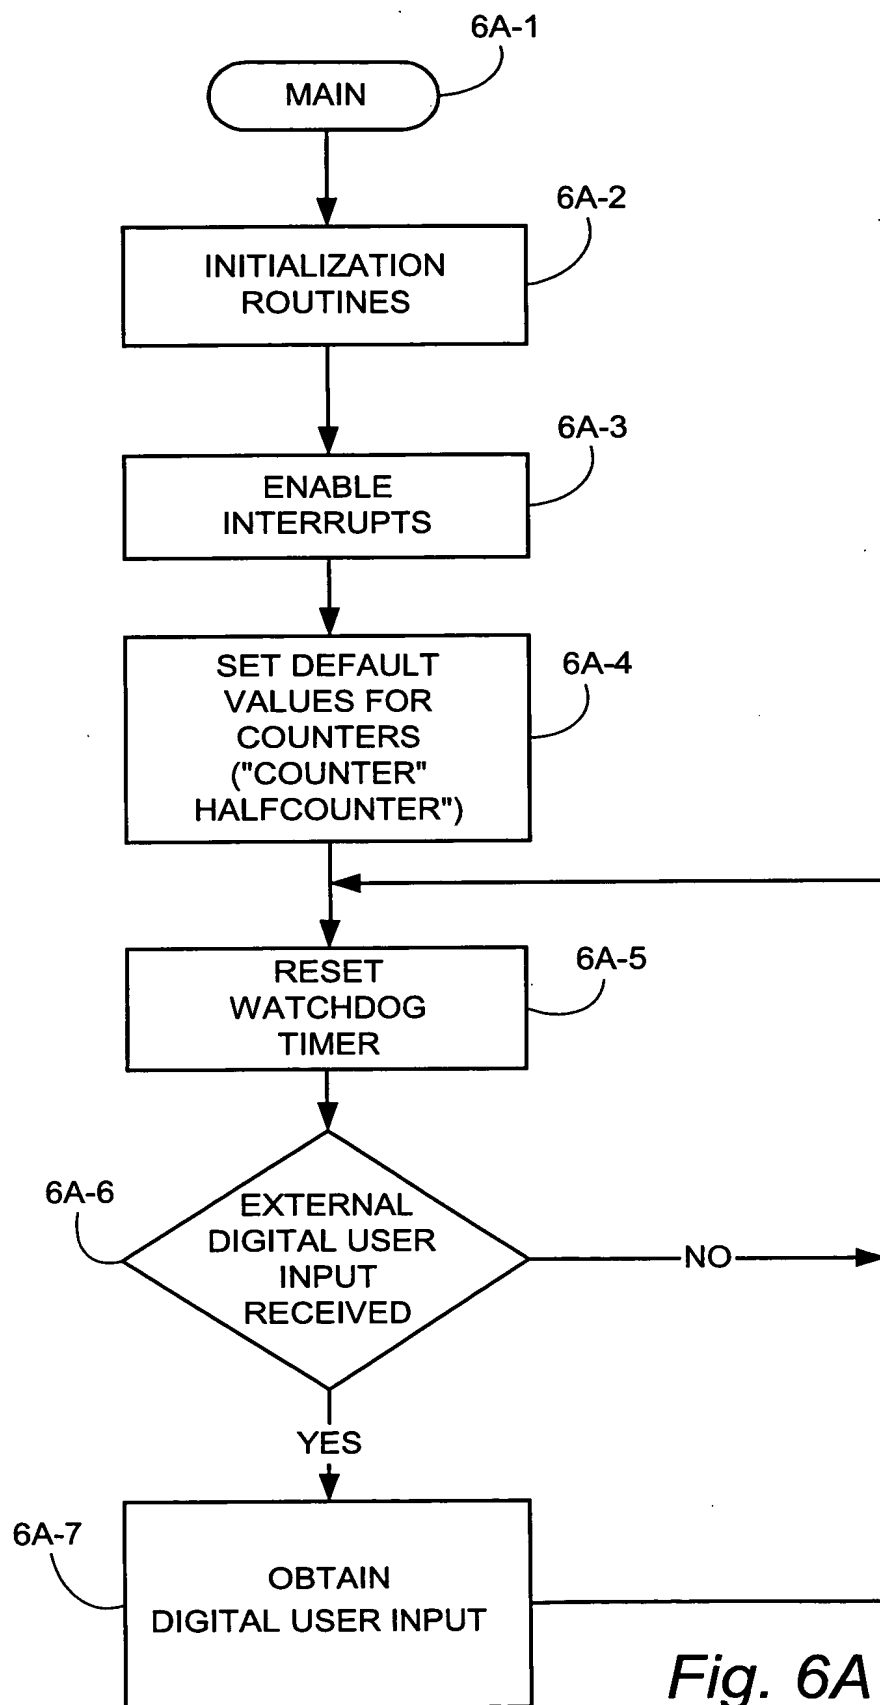 6A-1
MAIN
6A-2
INITIALIZATION
ROUTINES
6A-3
ENABLE
INTERRUPTS
6A-4
SET DEFAULT
VALUES FOR
COUNTERS
("COUNTER"
HALFCOUNTER")
6A-5
RESET
WATCHDOG
TIMER
6A-6
EXTERNAL
DIGITAL USER
INPUT
RECEIVED
NO
YES
6A-7
OBTAIN
DIGITAL USER INPUT
Fig. 6A